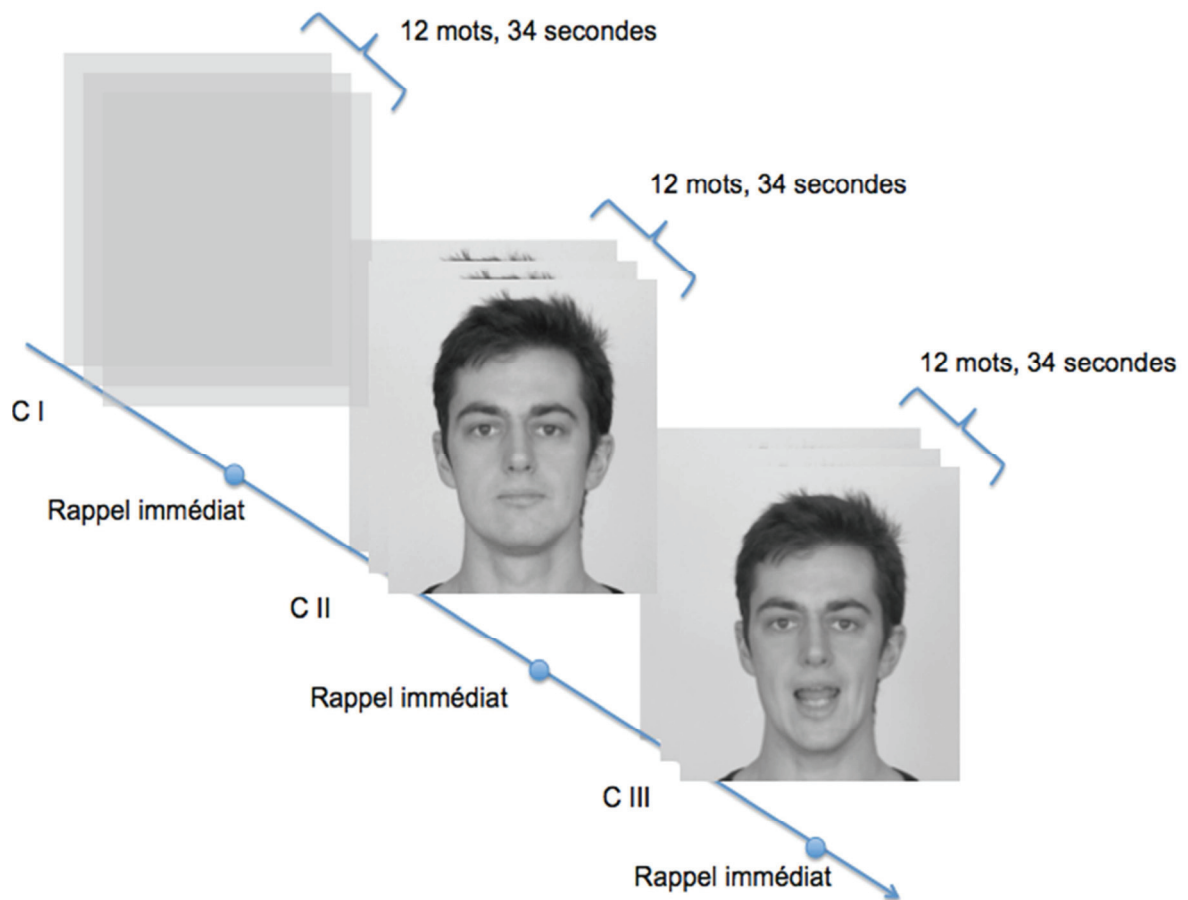 12 mots, 34 secondes
12 mots, 34 secondes
12 mots, 34 secondes
C I
Rappel immédiat
C II
Rappel immédiat
C III
Rappel immédiat